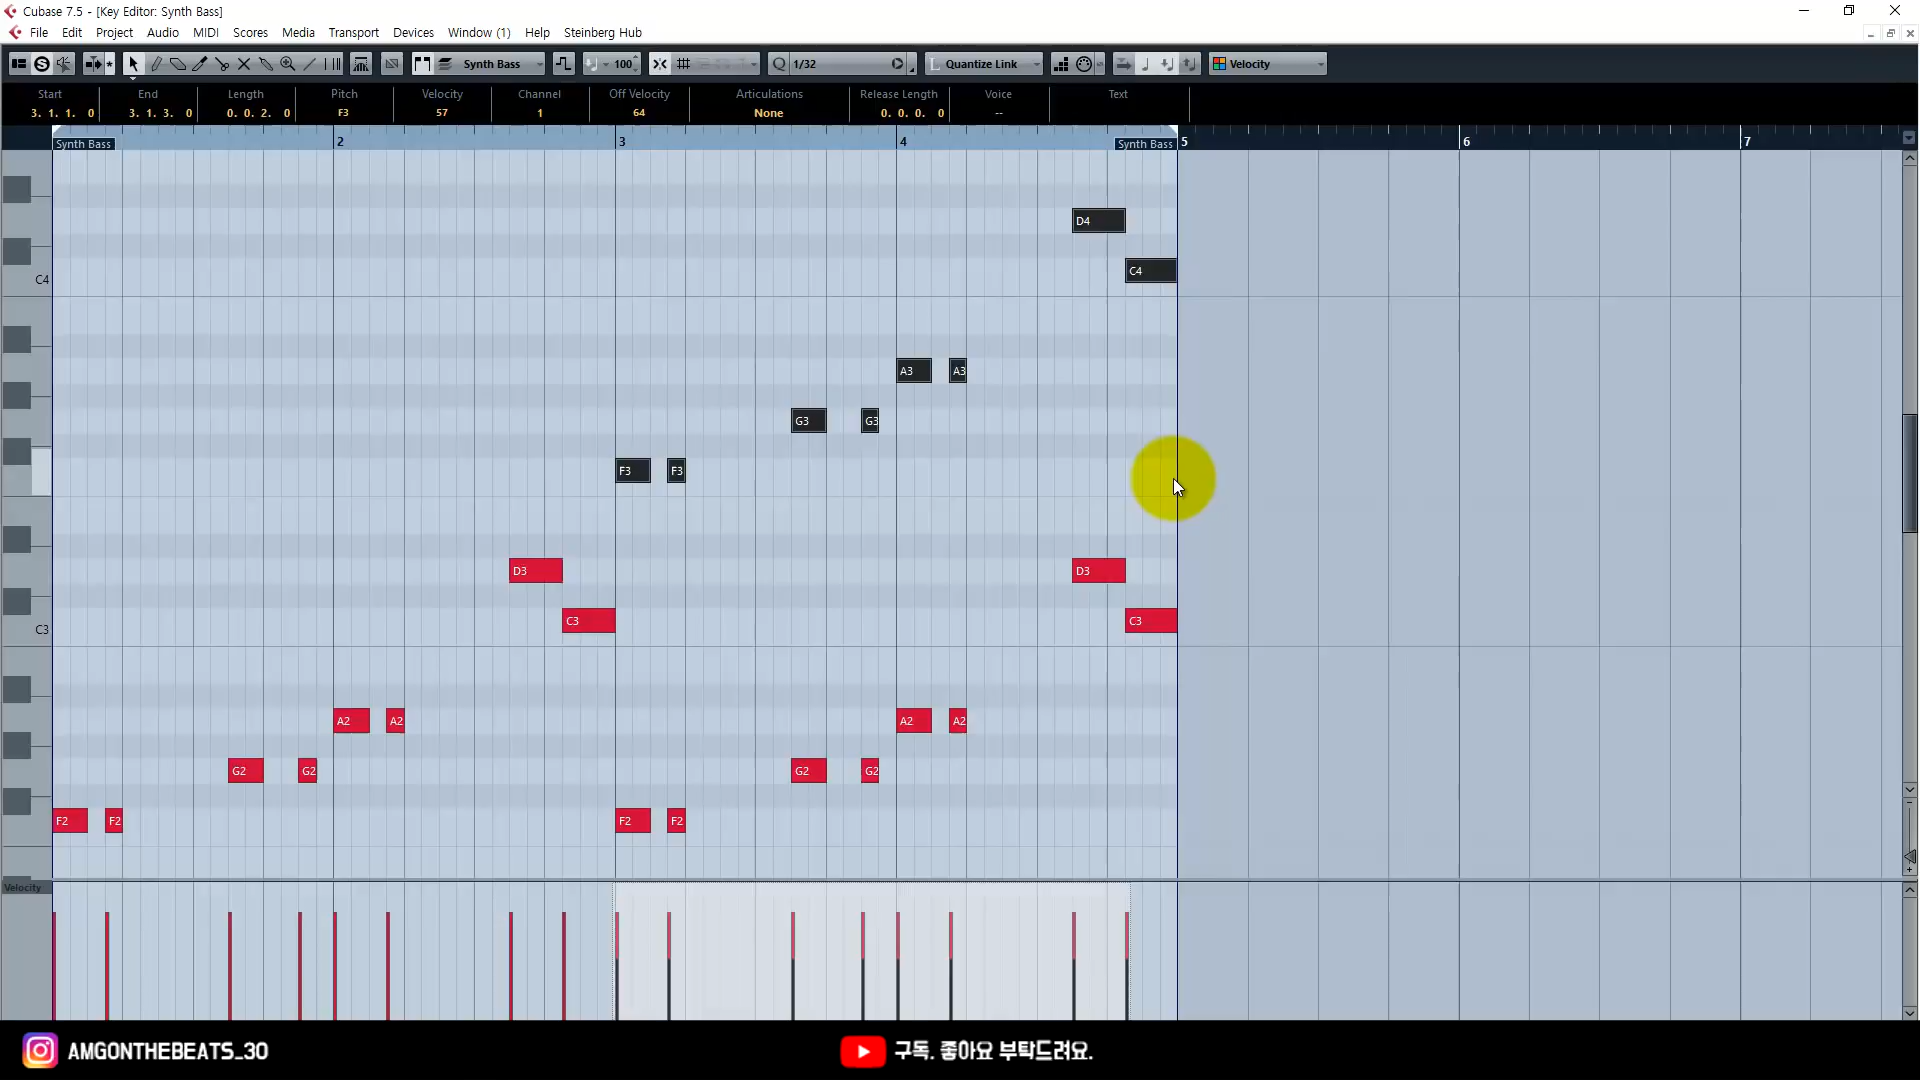 Cubase 7.5 - [Key Editor: Synth Bass]
File Edit Project Audio MIDI Scores Media Transport Devices Window (1) Help Steinberg Hub
Synth Bass 100 1/32 Quantize Link Velocity
Start End Length Pitch Velocity Channel Off Velocity Articulations Release Length Voice Text
3. 1. 1. 0 3. 1. 3. 0 0. 0. 2. 0 F3 57 1 64 None 0. 0. 0. 0 --
2 3 4 5 6 7
Synth Bass Synth Bass
D4
C4 C4
A3 A3
G3 G3
F3 F3
D3 D3
C3 C3 C3
A2 A2 A2 A2
G2 G2 G2 G2
F2 F2 F2 F2
Velocity
AMGONTHEBEATS_30 구독. 좋아요 부탁드려요.